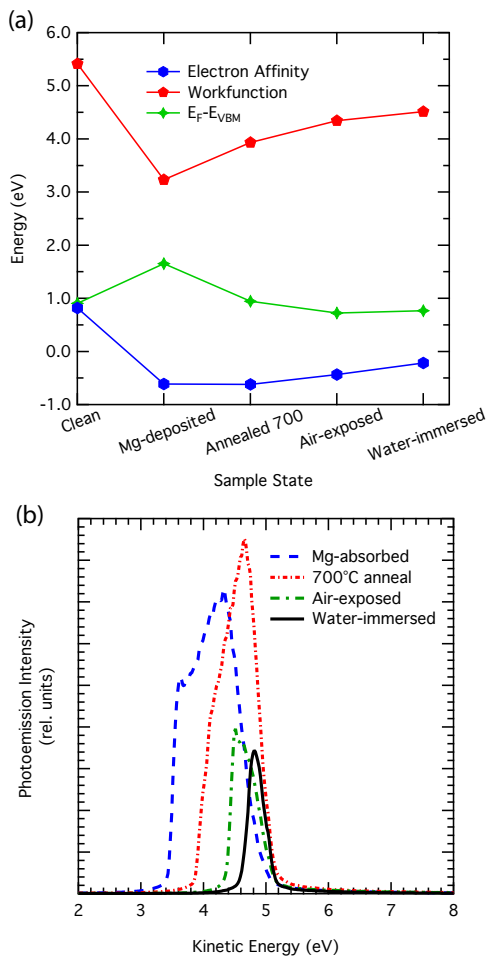 (a)
6.0
5.0
4.0
3.0
2.0
1.0
0.0
-1.0
Energy (eV)
Electron Affinity
Workfunction
E_F-E_VBM
Clean
Mg-deposited
Annealed 700
Air-exposed
Water-immersed
Sample State
(b)
Photoemission Intensity
(rel. units)
Mg-absorbed
700°C anneal
Air-exposed
Water-immersed
2 3 4 5 6 7 8
Kinetic Energy (eV)